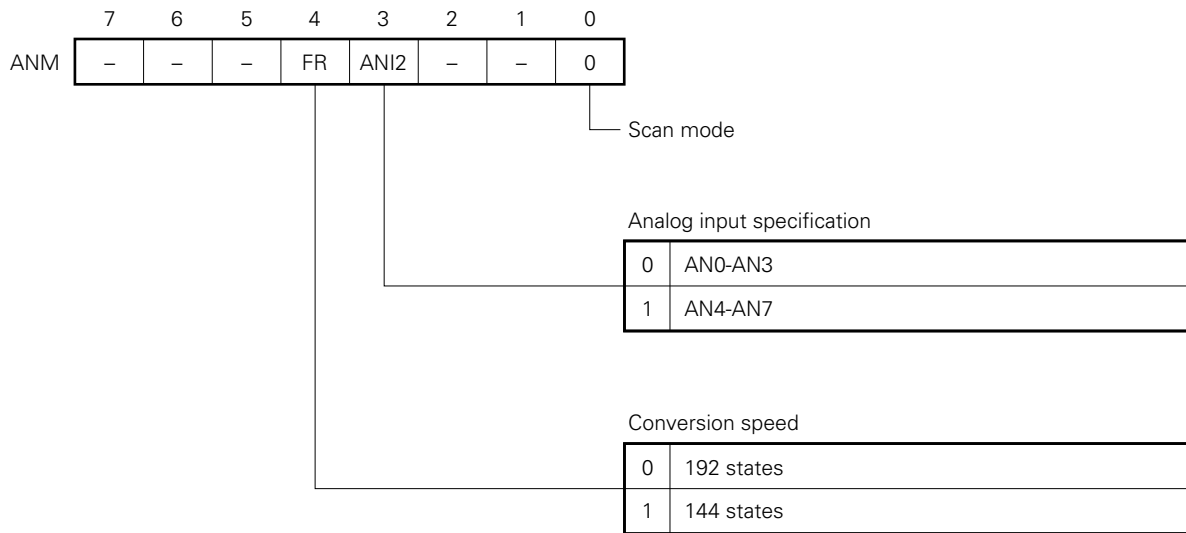 7 6 5 4 3 2 1 0
ANM – – – FR ANI2 – – 0
Scan mode
Analog input specification
0 AN0-AN3
1 AN4-AN7
Conversion speed
0 192 states
1 144 states